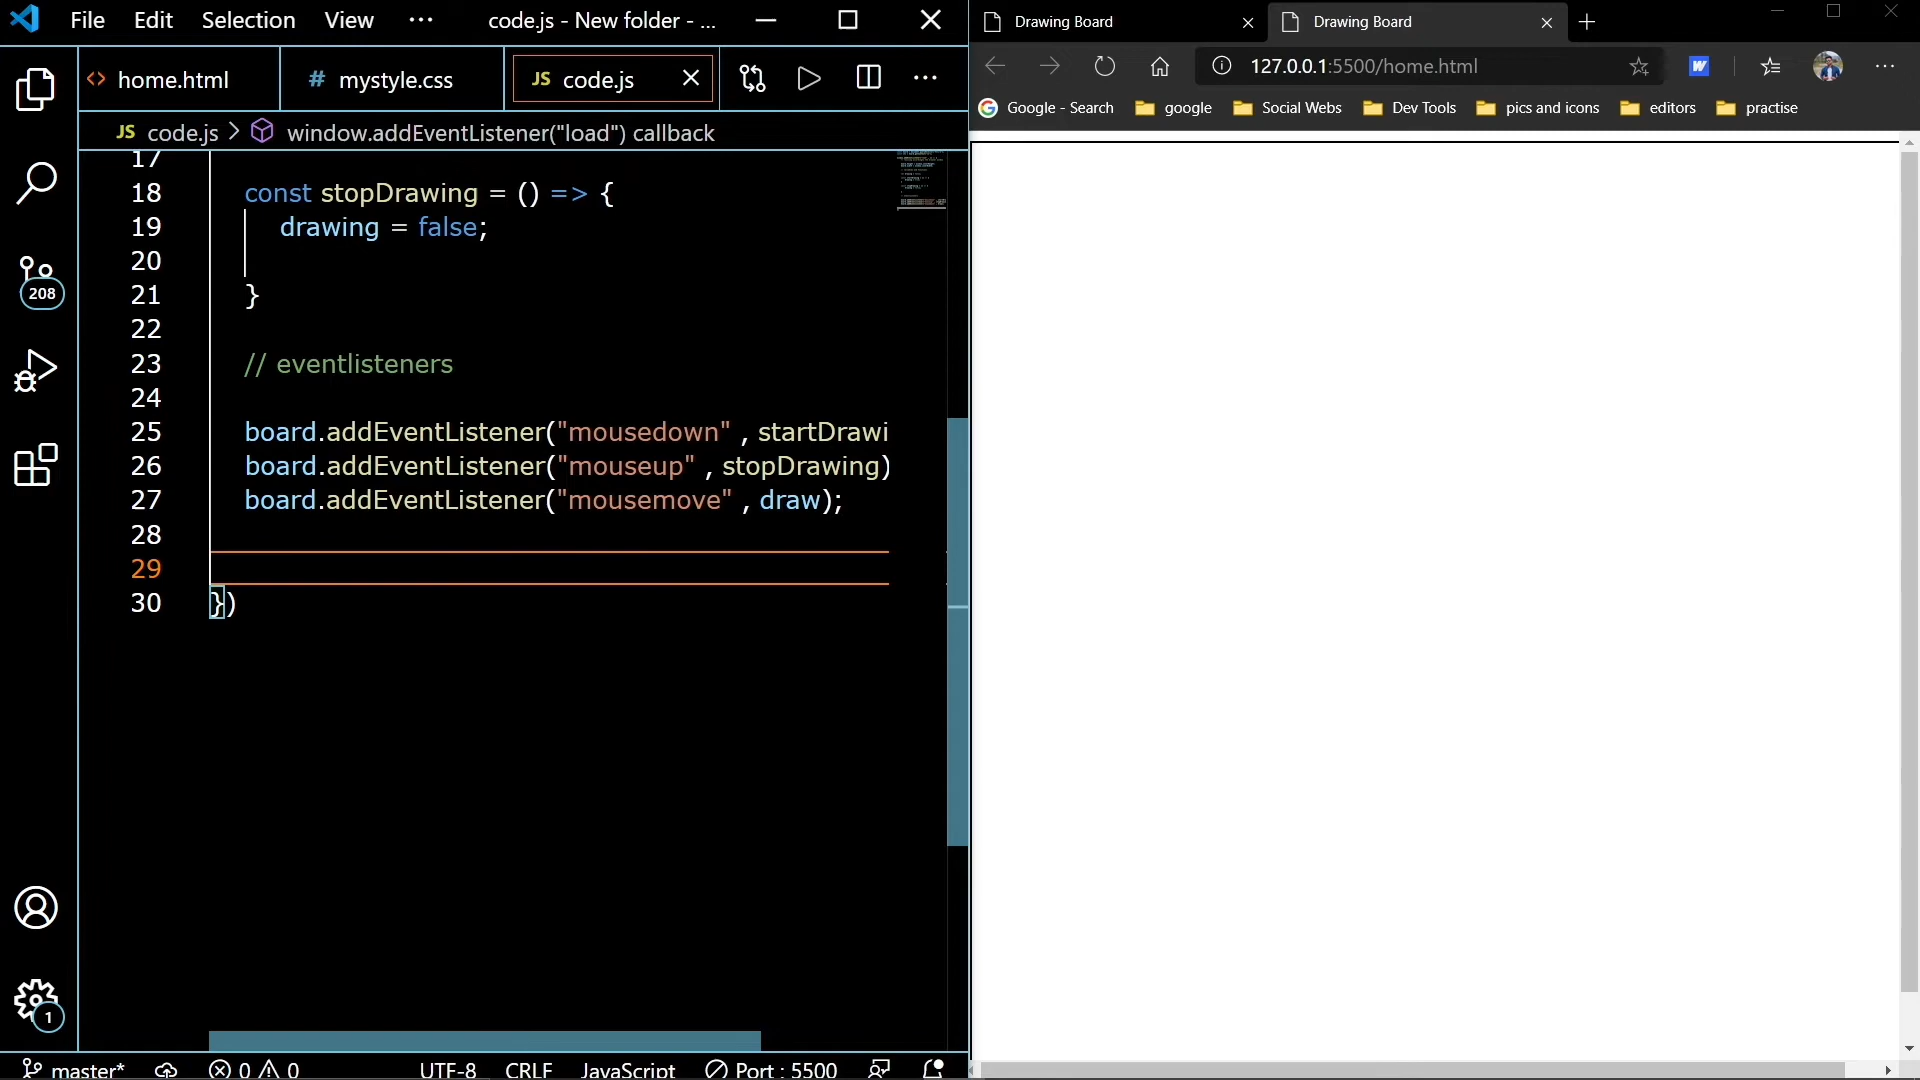 File Edit Selection View ··· code.js - New folder - ...
home.html # mystyle.css JS code.js
JS code.js > window.addEventListener("load") callback
17
18 const stopDrawing = () => {
19 drawing = false;
20
21 }
22
23 // eventlisteners
24
25 board.addEventListener("mousedown" , startDrawi
26 board.addEventListener("mouseup" , stopDrawing)
27 board.addEventListener("mousemove" , draw);
28
29
30 })
208
1
master* 0 0 UTF-8 CRLF JavaScript Port : 5500
Drawing Board Drawing Board
127.0.0.1:5500/home.html
Google - Search google Social Webs Dev Tools pics and icons editors practise